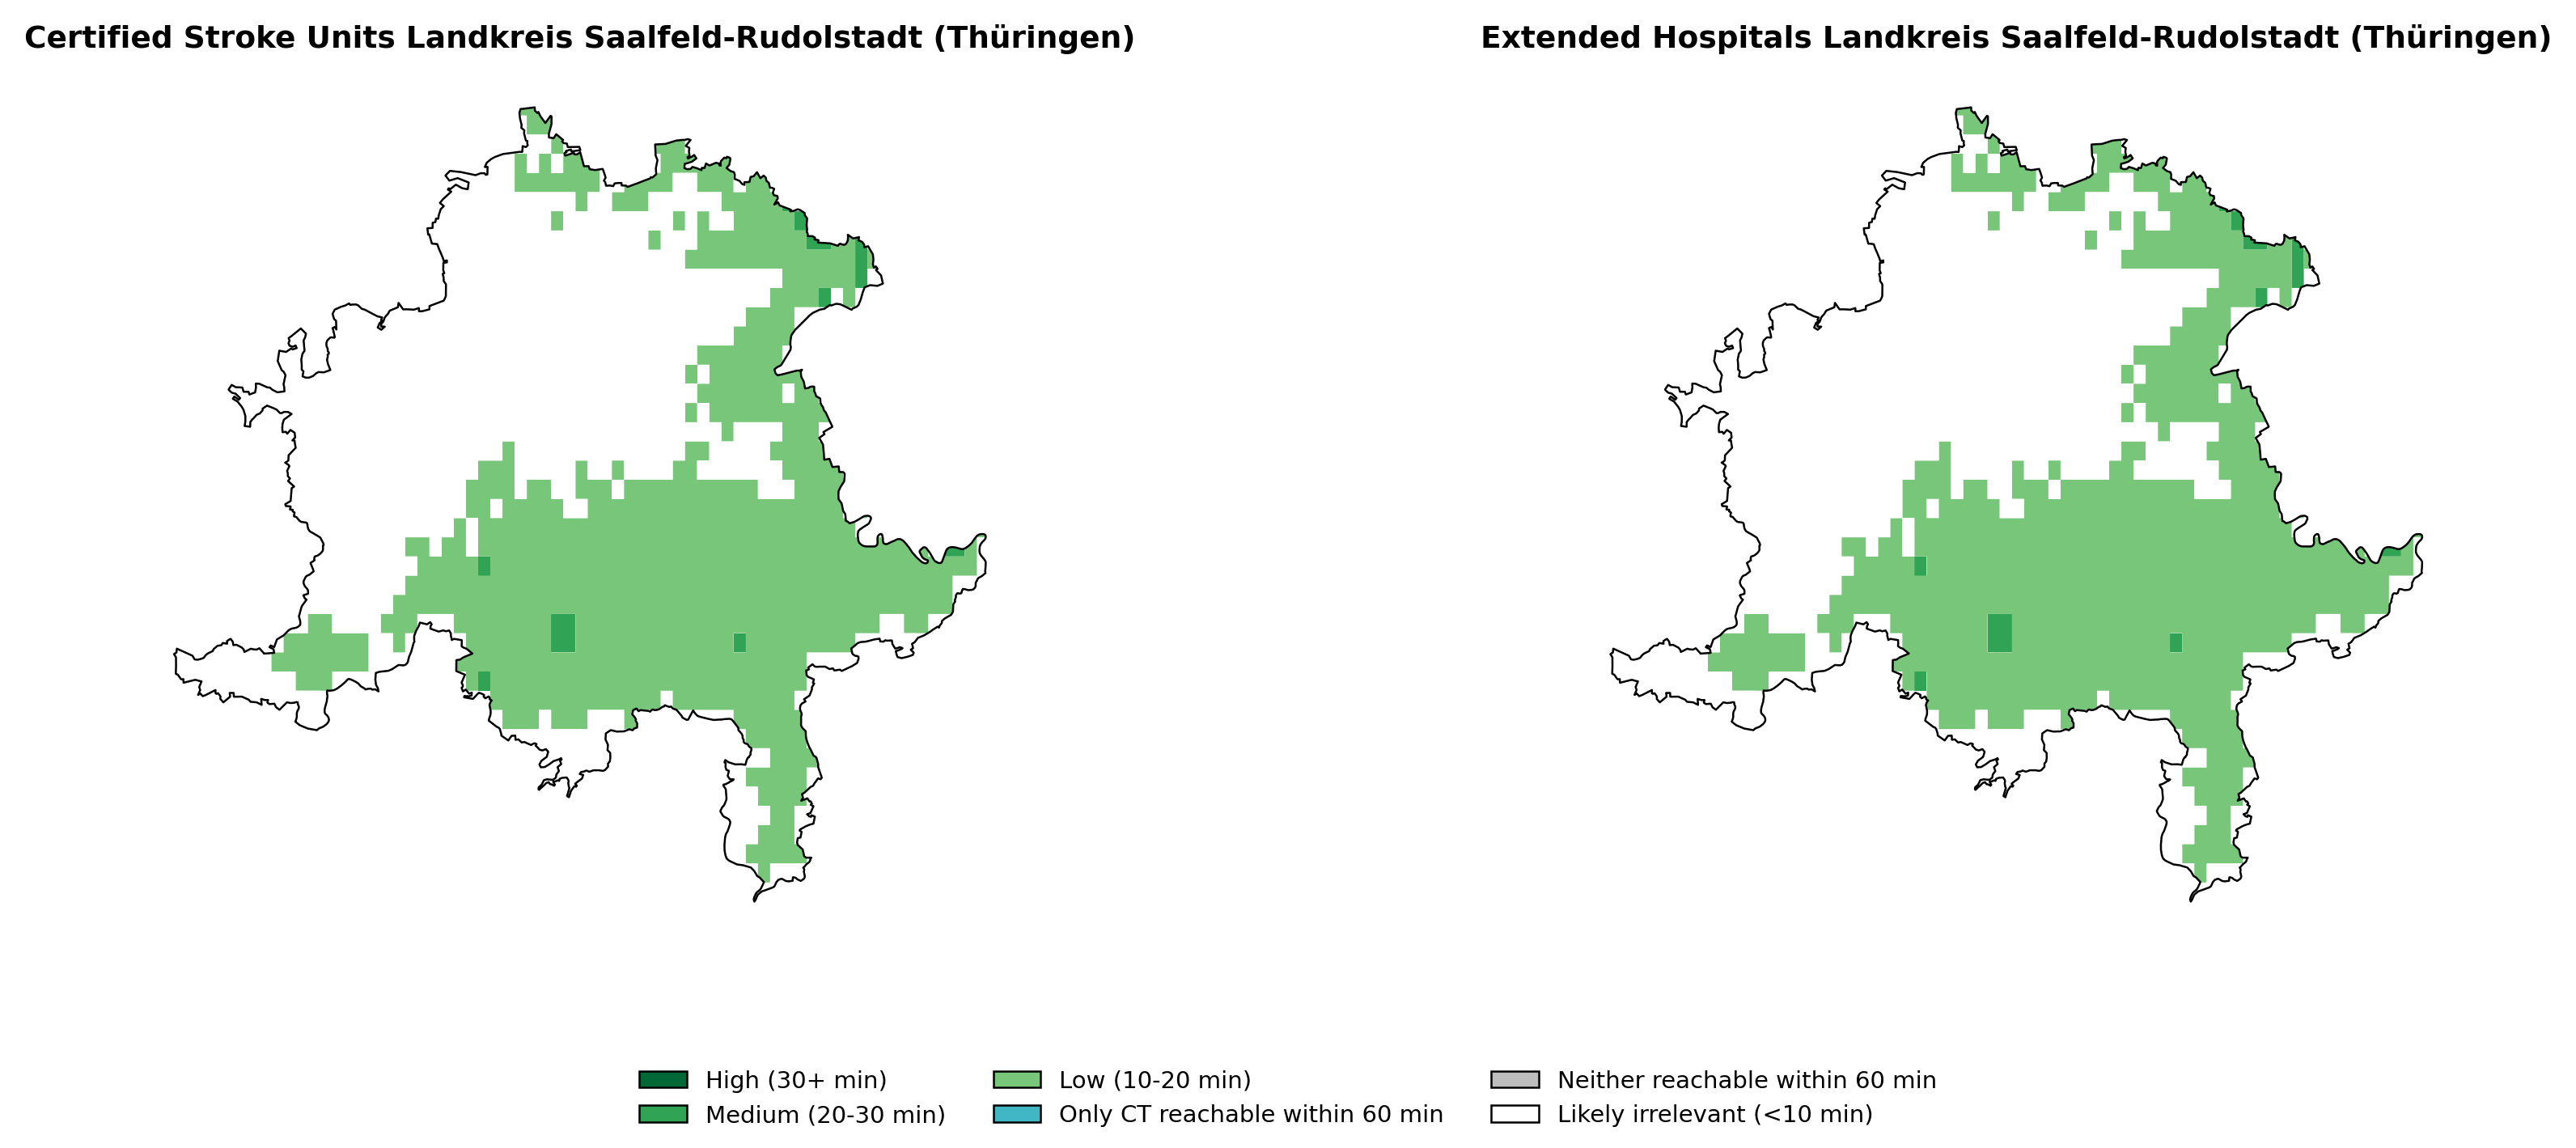 Certified Stroke Units Landkreis Saalfeld-Rudolstadt (Thüringen)
Extended Hospitals Landkreis Saalfeld-Rudolstadt (Thüringen)
High (30+ min)
Medium (20-30 min)
Low (10-20 min)
Only CT reachable within 60 min
Neither reachable within 60 min
Likely irrelevant (<10 min)